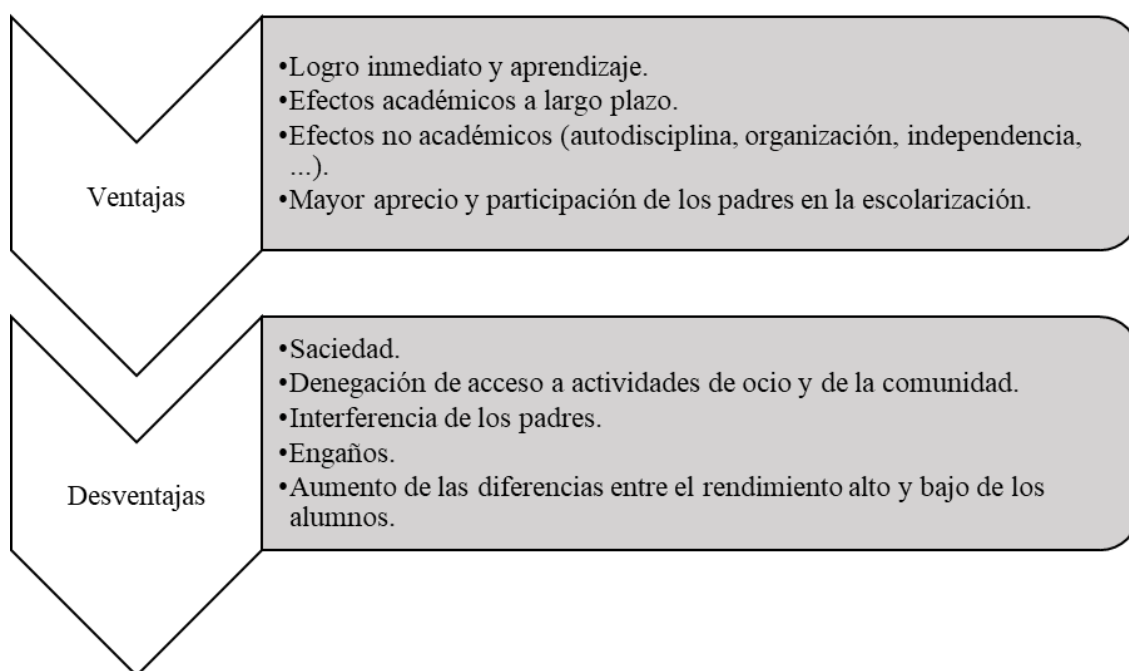 Ventajas
•Logro inmediato y aprendizaje.
•Efectos académicos a largo plazo.
•Efectos no académicos (autodisciplina, organización, independencia,
...).
•Mayor aprecio y participación de los padres en la escolarización.
Desventajas
•Saciedad.
•Denegación de acceso a actividades de ocio y de la comunidad.
•Interferencia de los padres.
•Engaños.
•Aumento de las diferencias entre el rendimiento alto y bajo de los
alumnos.